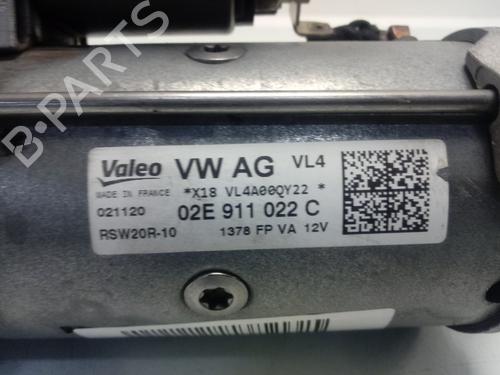 B-PARTS
Valeo VW AG VL4
MADE IN FRANCE *X18 VL4A00QY22 *
021120 02E 911 022 C
RSW20R-10 1378 FP VA 12V